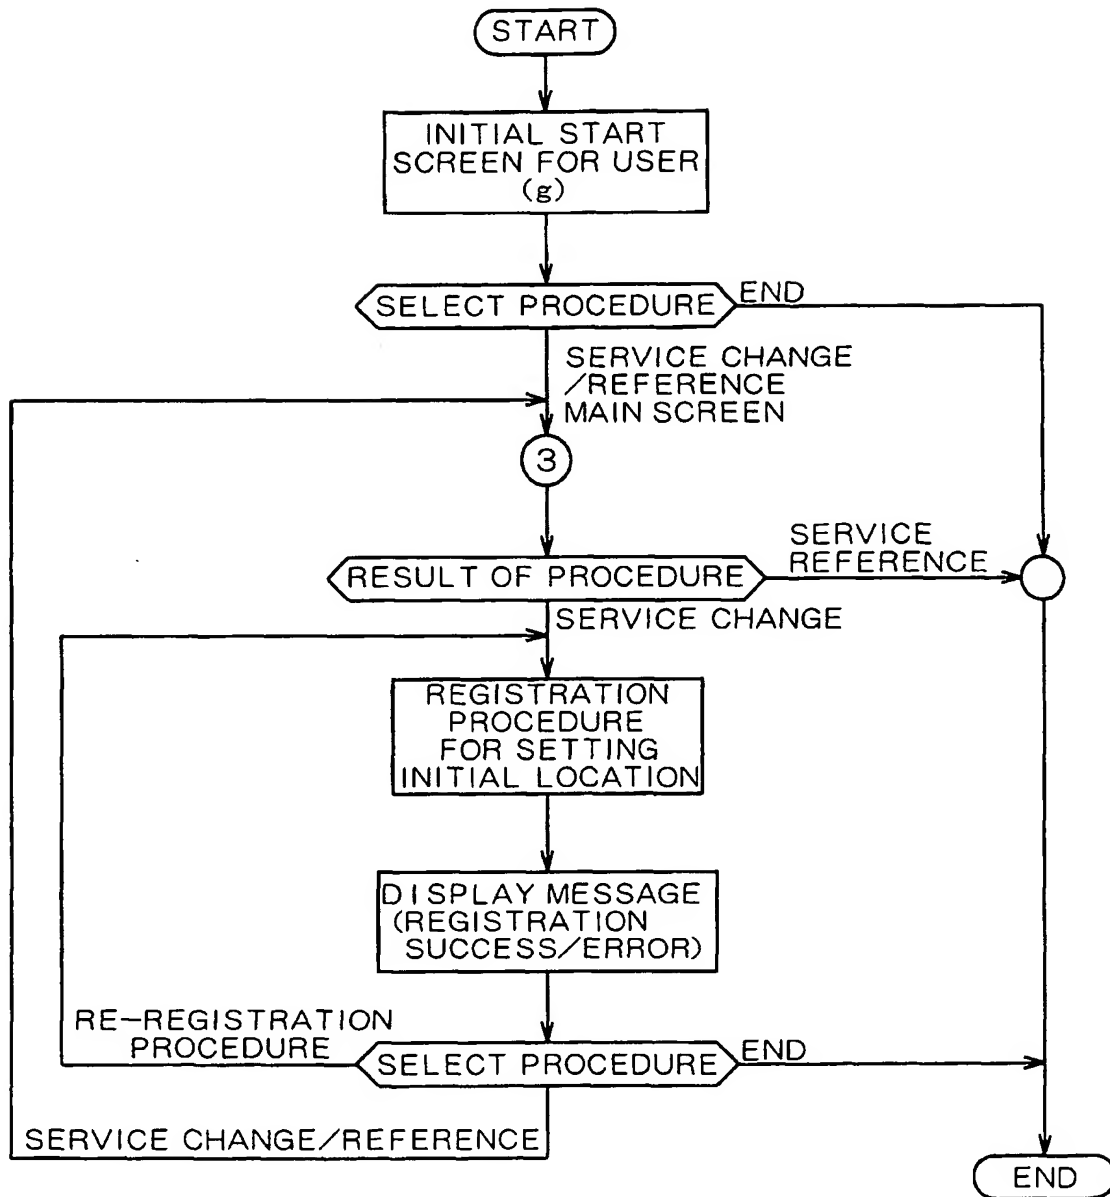 START
INITIAL START
SCREEN FOR USER
(g)
SELECT PROCEDURE
END
SERVICE CHANGE
/REFERENCE
MAIN SCREEN
3
SERVICE
REFERENCE
RESULT OF PROCEDURE
SERVICE CHANGE
REGISTRATION
PROCEDURE
FOR SETTING
INITIAL LOCATION
DISPLAY MESSAGE
(REGISTRATION
SUCCESS/ERROR)
RE-REGISTRATION
PROCEDURE
SELECT PROCEDURE
END
SERVICE CHANGE/REFERENCE
END